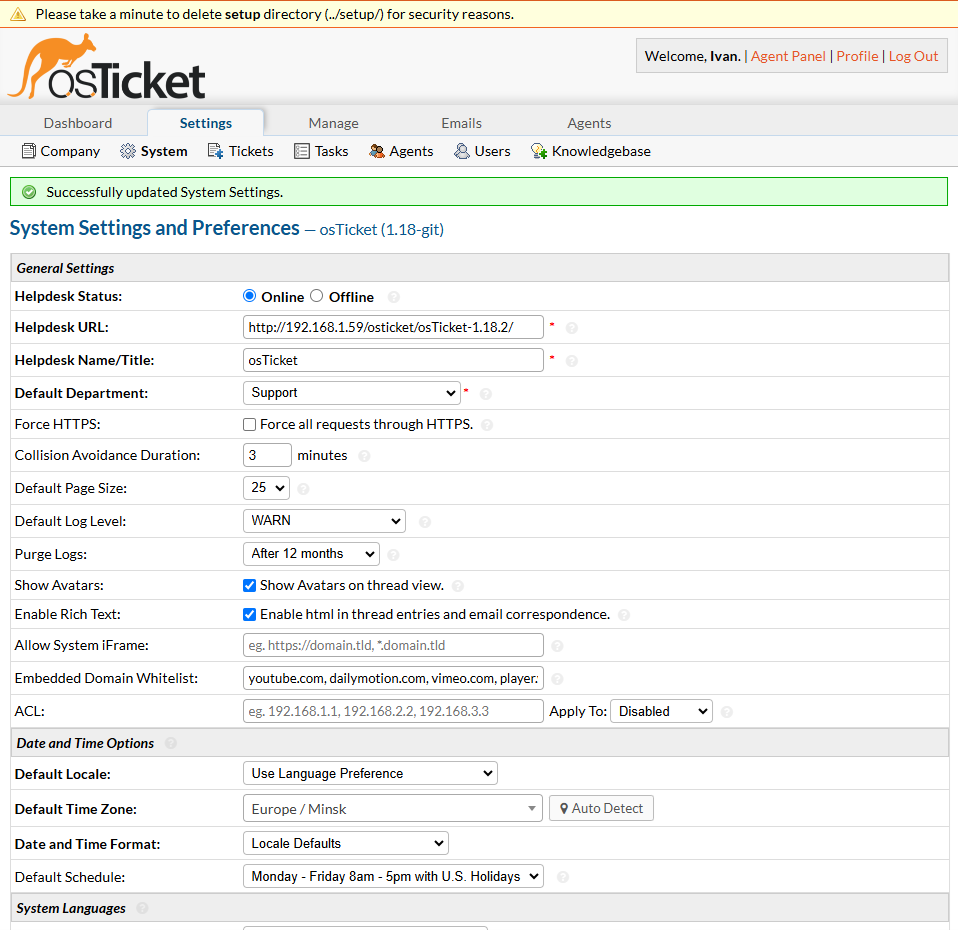 Please take a minute to delete setup directory (../setup/) for security reasons.
osTicket
Welcome, Ivan. | Agent Panel | Profile | Log Out
Dashboard Settings Manage Emails Agents
Company System Tickets Tasks Agents Users Knowledgebase
Successfully updated System Settings.
System Settings and Preferences — osTicket (1.18-git)
General Settings
Helpdesk Status: Online Offline ?
Helpdesk URL: http://192.168.1.59/osticket/osTicket-1.18.2/ * ?
Helpdesk Name/Title: osTicket * ?
Default Department: Support * ?
Force HTTPS: Force all requests through HTTPS. ?
Collision Avoidance Duration: 3 minutes ?
Default Page Size: 25 ?
Default Log Level: WARN ?
Purge Logs: After 12 months ?
Show Avatars: Show Avatars on thread view. ?
Enable Rich Text: Enable html in thread entries and email correspondence. ?
Allow System iFrame: eg. https://domain.tld, *.domain.tld ?
Embedded Domain Whitelist: youtube.com, dailymotion.com, vimeo.com, player. ?
ACL: eg. 192.168.1.1, 192.168.2.2, 192.168.3.3 Apply To: Disabled ?
Date and Time Options ?
Default Locale: Use Language Preference
Default Time Zone: Europe / Minsk Auto Detect
Date and Time Format: Locale Defaults
Default Schedule: Monday - Friday 8am - 5pm with U.S. Holidays ?
System Languages ?